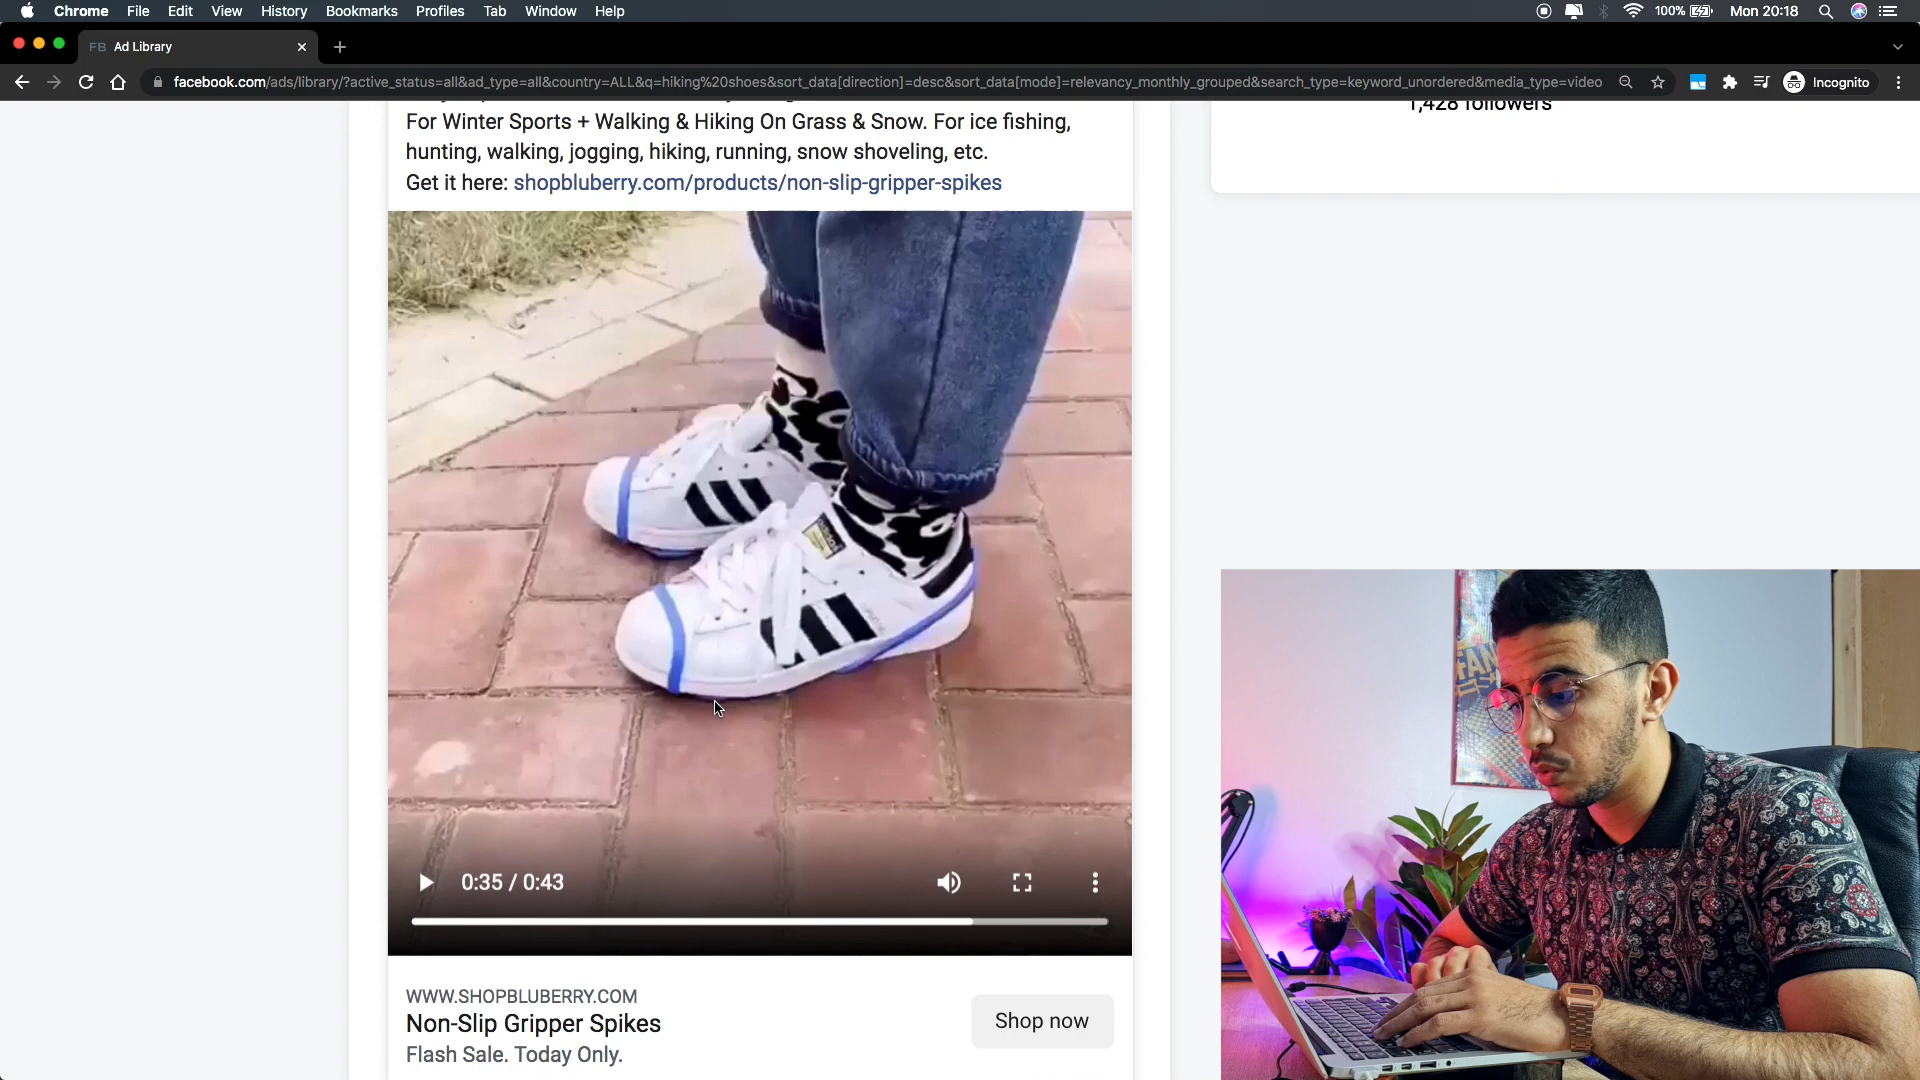 Chrome File Edit View History Bookmarks Profiles Tab Window Help 100% Mon 20:18
FB Ad Library
facebook.com/ads/library/?active_status=all&ad_type=all&country=ALL&q=hiking%20shoes&sort_data[direction]=desc&sort_data[mode]=relevancy_monthly_grouped&search_type=keyword_unordered&media_type=video Incognito
1,428 followers
For Winter Sports + Walking & Hiking On Grass & Snow. For ice fishing,
hunting, walking, jogging, hiking, running, snow shoveling, etc.
Get it here: shopbluberry.com/products/non-slip-gripper-spikes
0:35 / 0:43
WWW.SHOPBLUBERRY.COM
Non-Slip Gripper Spikes
Flash Sale. Today Only.
Shop now